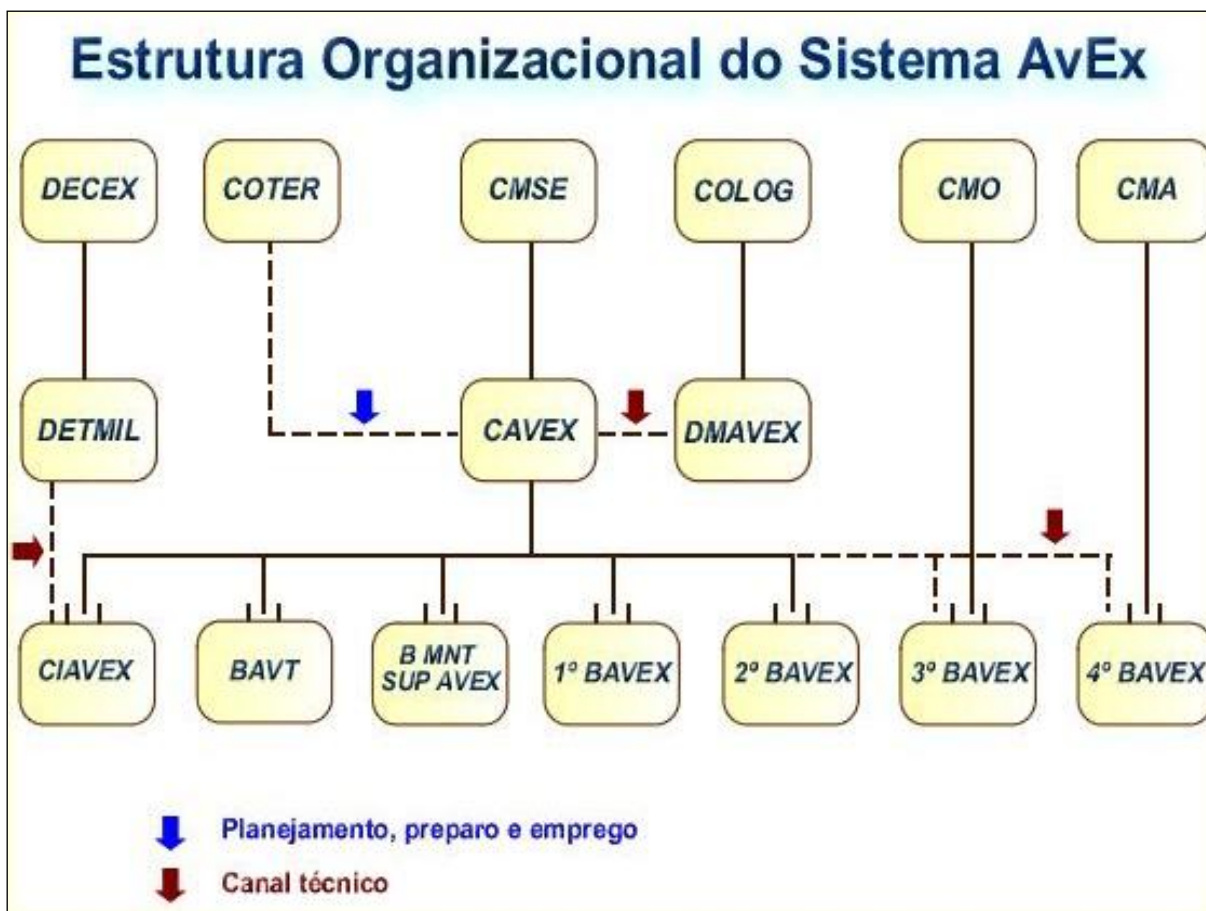 Estrutura Organizacional do Sistema AvEx
DECEX
COTER
CMSE
COLOG
CMO
CMA
DETMIL
CAVEX
DMAVEX
CIAVEX
BAVT
B MNT
SUP AVEX
1º BAVEX
2º BAVEX
3º BAVEX
4º BAVEX
Planejamento, preparo e emprego
Canal técnico